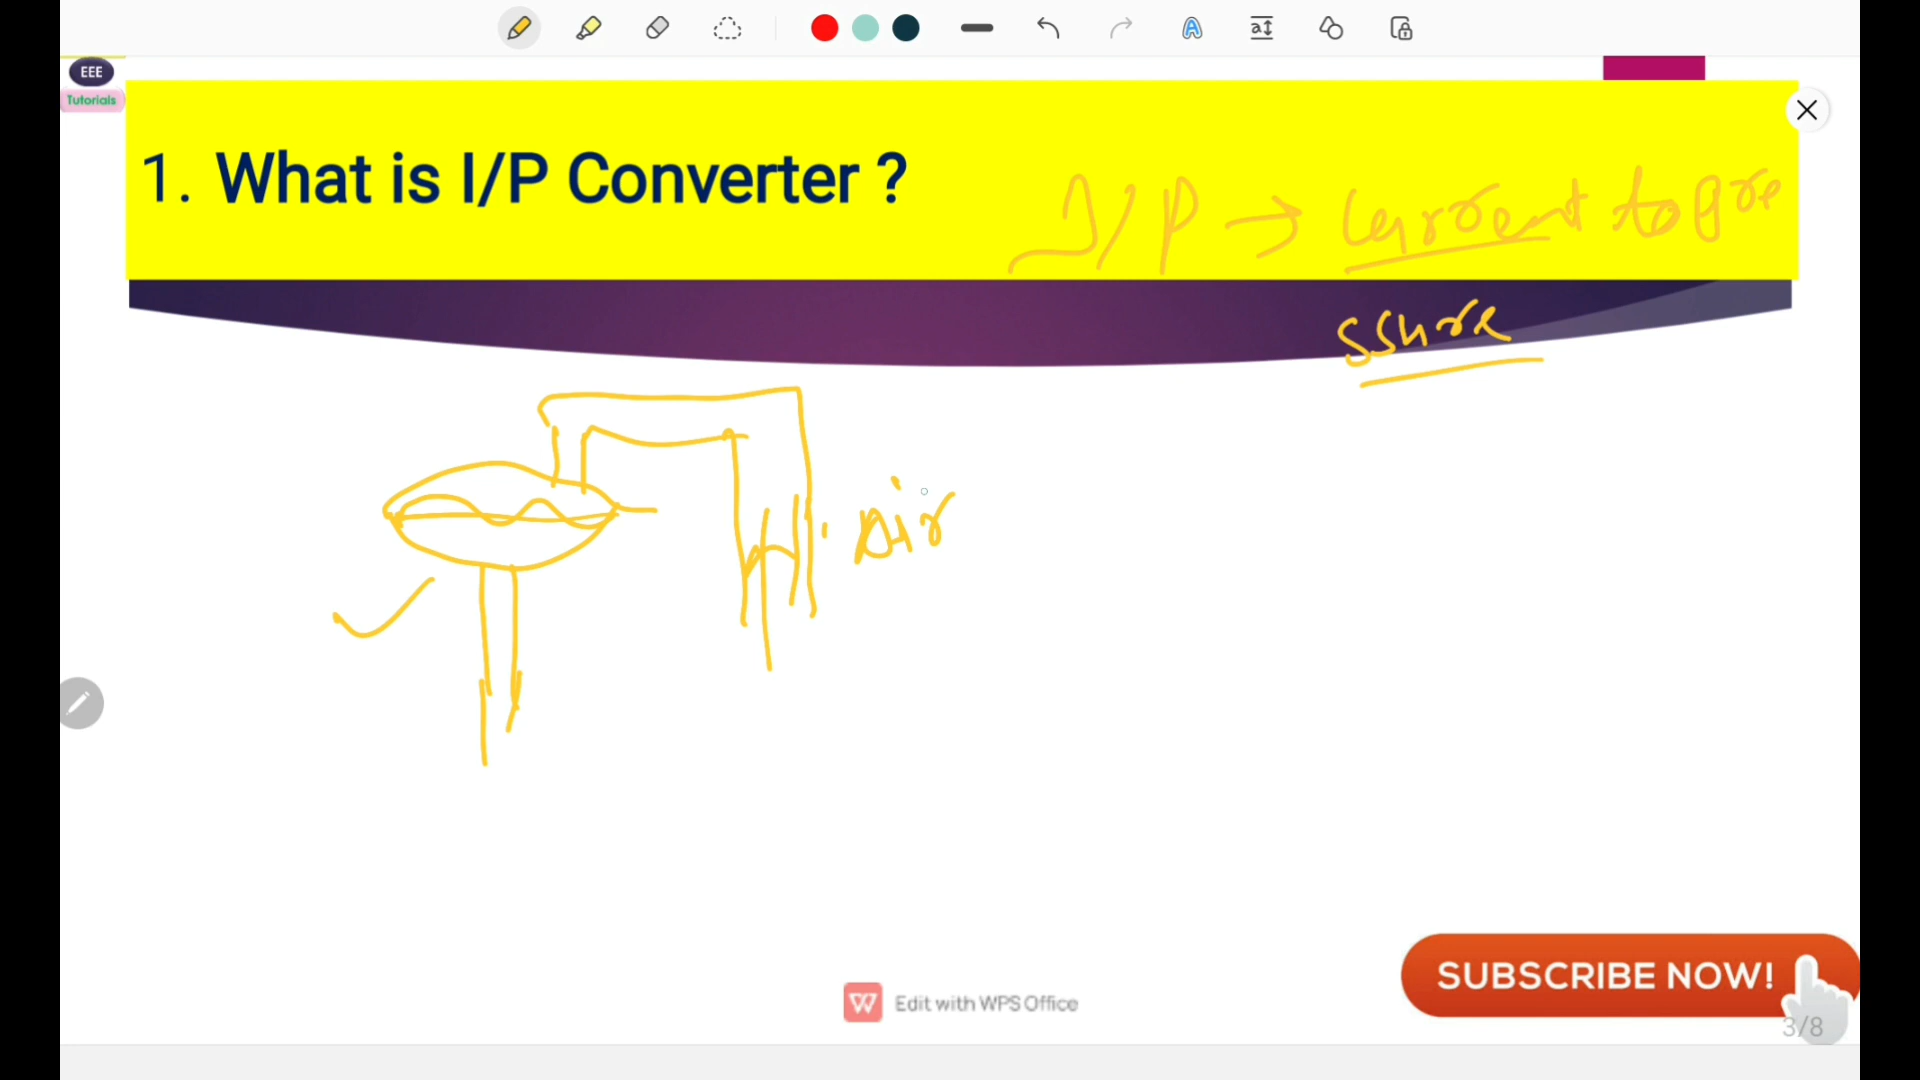 EEE
Tutorials
1. What is I/P Converter ?
I/P → Current to pre
ssure
Air
SUBSCRIBE NOW!
Edit with WPS Office
3/8